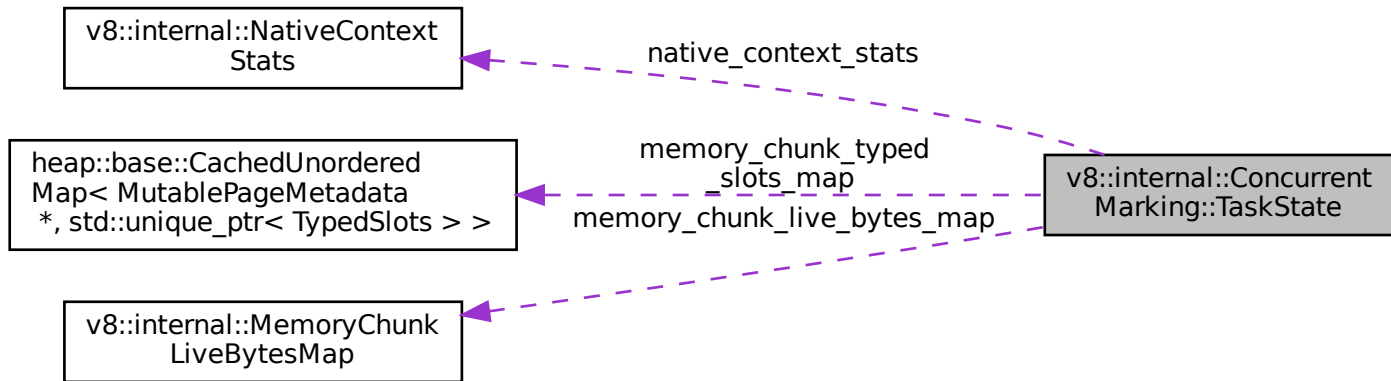 v8::internal::NativeContext
Stats
native_context_stats
heap::base::CachedUnordered
Map< MutablePageMetadata
 *, std::unique_ptr< TypedSlots > >
memory_chunk_typed
_slots_map
memory_chunk_live_bytes_map
v8::internal::Concurrent
Marking::TaskState
v8::internal::MemoryChunk
LiveBytesMap